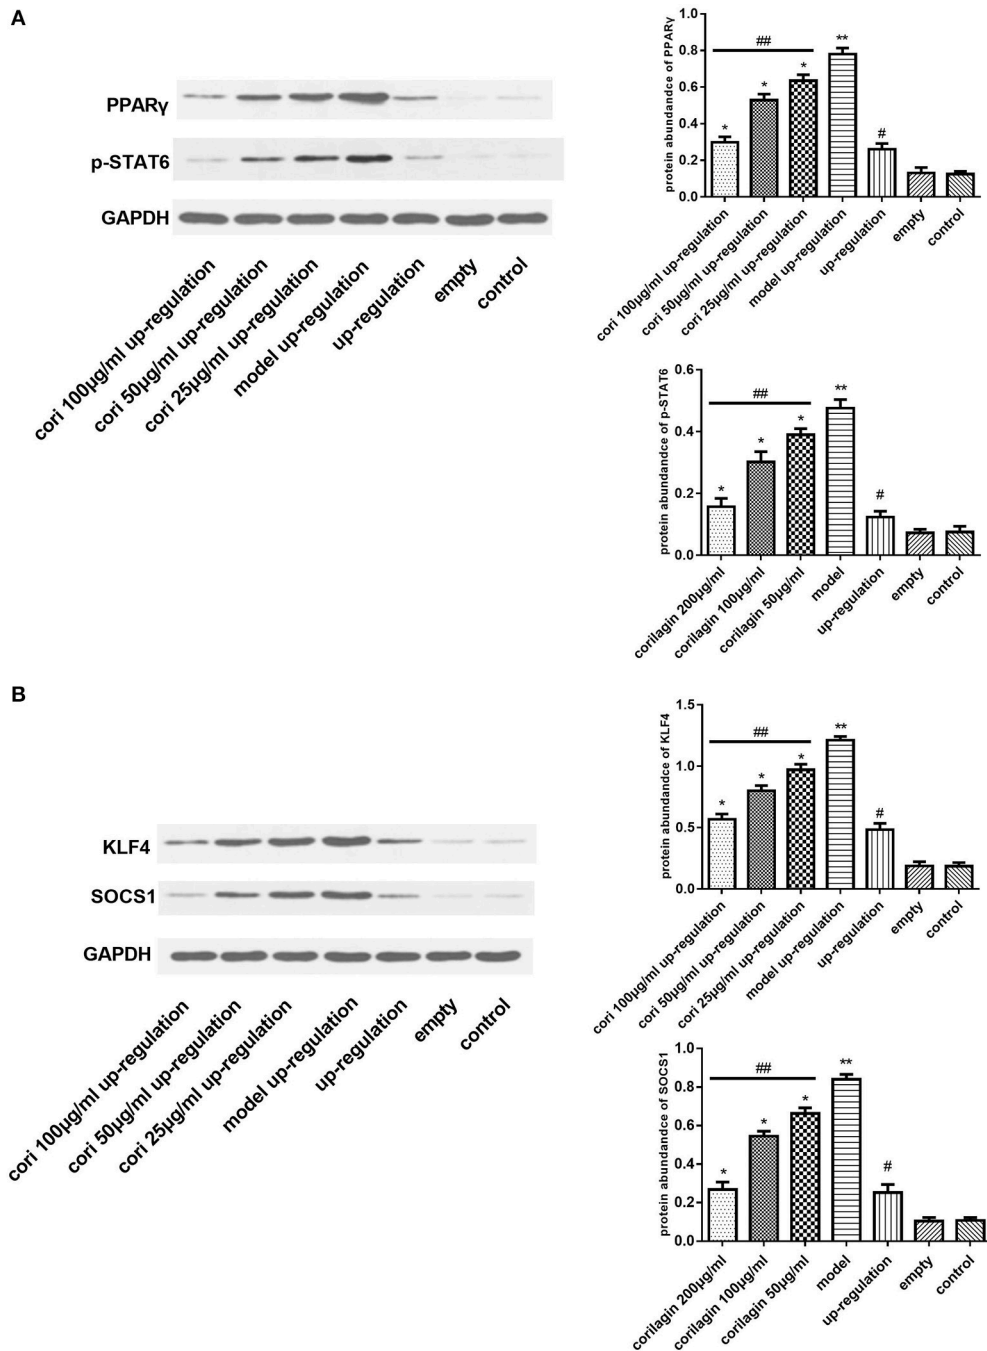 A
PPARγ
p-STAT6
GAPDH
cori 100μg/ml up-regulation
cori 50μg/ml up-regulation
cori 25μg/ml up-regulation
model up-regulation
up-regulation
empty
control
protein abundandce of PPARγ
1.0
0.8
0.6
0.4
0.2
0.0
##
*
*
*
**
#
cori 100μg/ml up-regulation
cori 50μg/ml up-regulation
cori 25μg/ml up-regulation
model up-regulation
up-regulation
empty
control
protein abundandce of p-STAT6
0.6
0.4
0.2
0.0
##
*
*
*
**
#
corilagin 200μg/ml
corilagin 100μg/ml
corilagin 50μg/ml
model
up-regulation
empty
control
B
KLF4
SOCS1
GAPDH
cori 100μg/ml up-regulation
cori 50μg/ml up-regulation
cori 25μg/ml up-regulation
model up-regulation
up-regulation
empty
control
protein abundandce of KLF4
1.5
1.0
0.5
0.0
##
*
*
*
**
#
cori 100μg/ml up-regulation
cori 50μg/ml up-regulation
cori 25μg/ml up-regulation
model up-regulation
up-regulation
empty
control
protein abundandce of SOCS1
1.0
0.8
0.6
0.4
0.2
0.0
##
*
*
*
**
#
corilagin 200μg/ml
corilagin 100μg/ml
corilagin 50μg/ml
model
up-regulation
empty
control